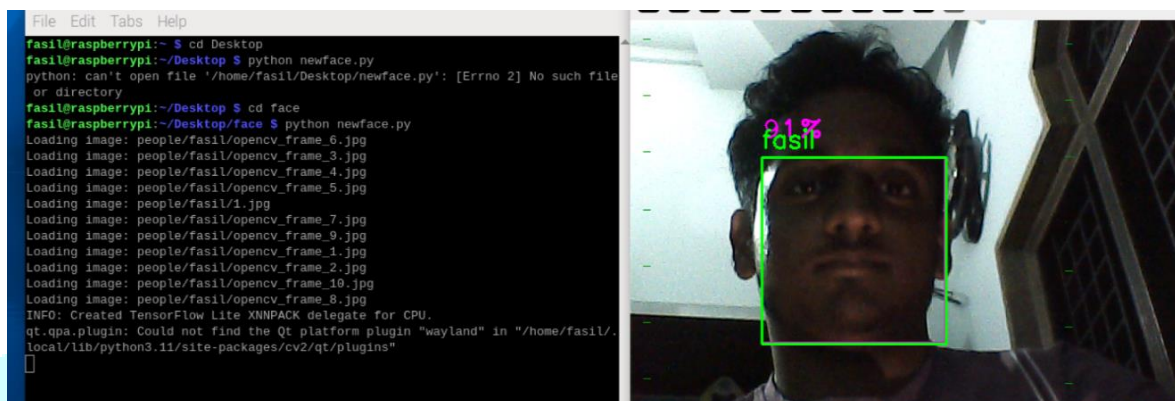 File Edit Tabs Help
fasil@raspberrypi:~ $ cd Desktop
fasil@raspberrypi:~/Desktop $ python newface.py
python: can't open file '/home/fasil/Desktop/newface.py': [Errno 2] No such file
 or directory
fasil@raspberrypi:~/Desktop $ cd face
fasil@raspberrypi:~/Desktop/face $ python newface.py
Loading image: people/fasil/opencv_frame_6.jpg
Loading image: people/fasil/opencv_frame_3.jpg
Loading image: people/fasil/opencv_frame_4.jpg
Loading image: people/fasil/opencv_frame_5.jpg
Loading image: people/fasil/1.jpg
Loading image: people/fasil/opencv_frame_7.jpg
Loading image: people/fasil/opencv_frame_9.jpg
Loading image: people/fasil/opencv_frame_1.jpg
Loading image: people/fasil/opencv_frame_2.jpg
Loading image: people/fasil/opencv_frame_10.jpg
Loading image: people/fasil/opencv_frame_8.jpg
INFO: Created TensorFlow Lite XNNPACK delegate for CPU.
qt.qpa.plugin: Could not find the Qt platform plugin "wayland" in "/home/fasil/.
local/lib/python3.11/site-packages/cv2/qt/plugins"
91%
fasil